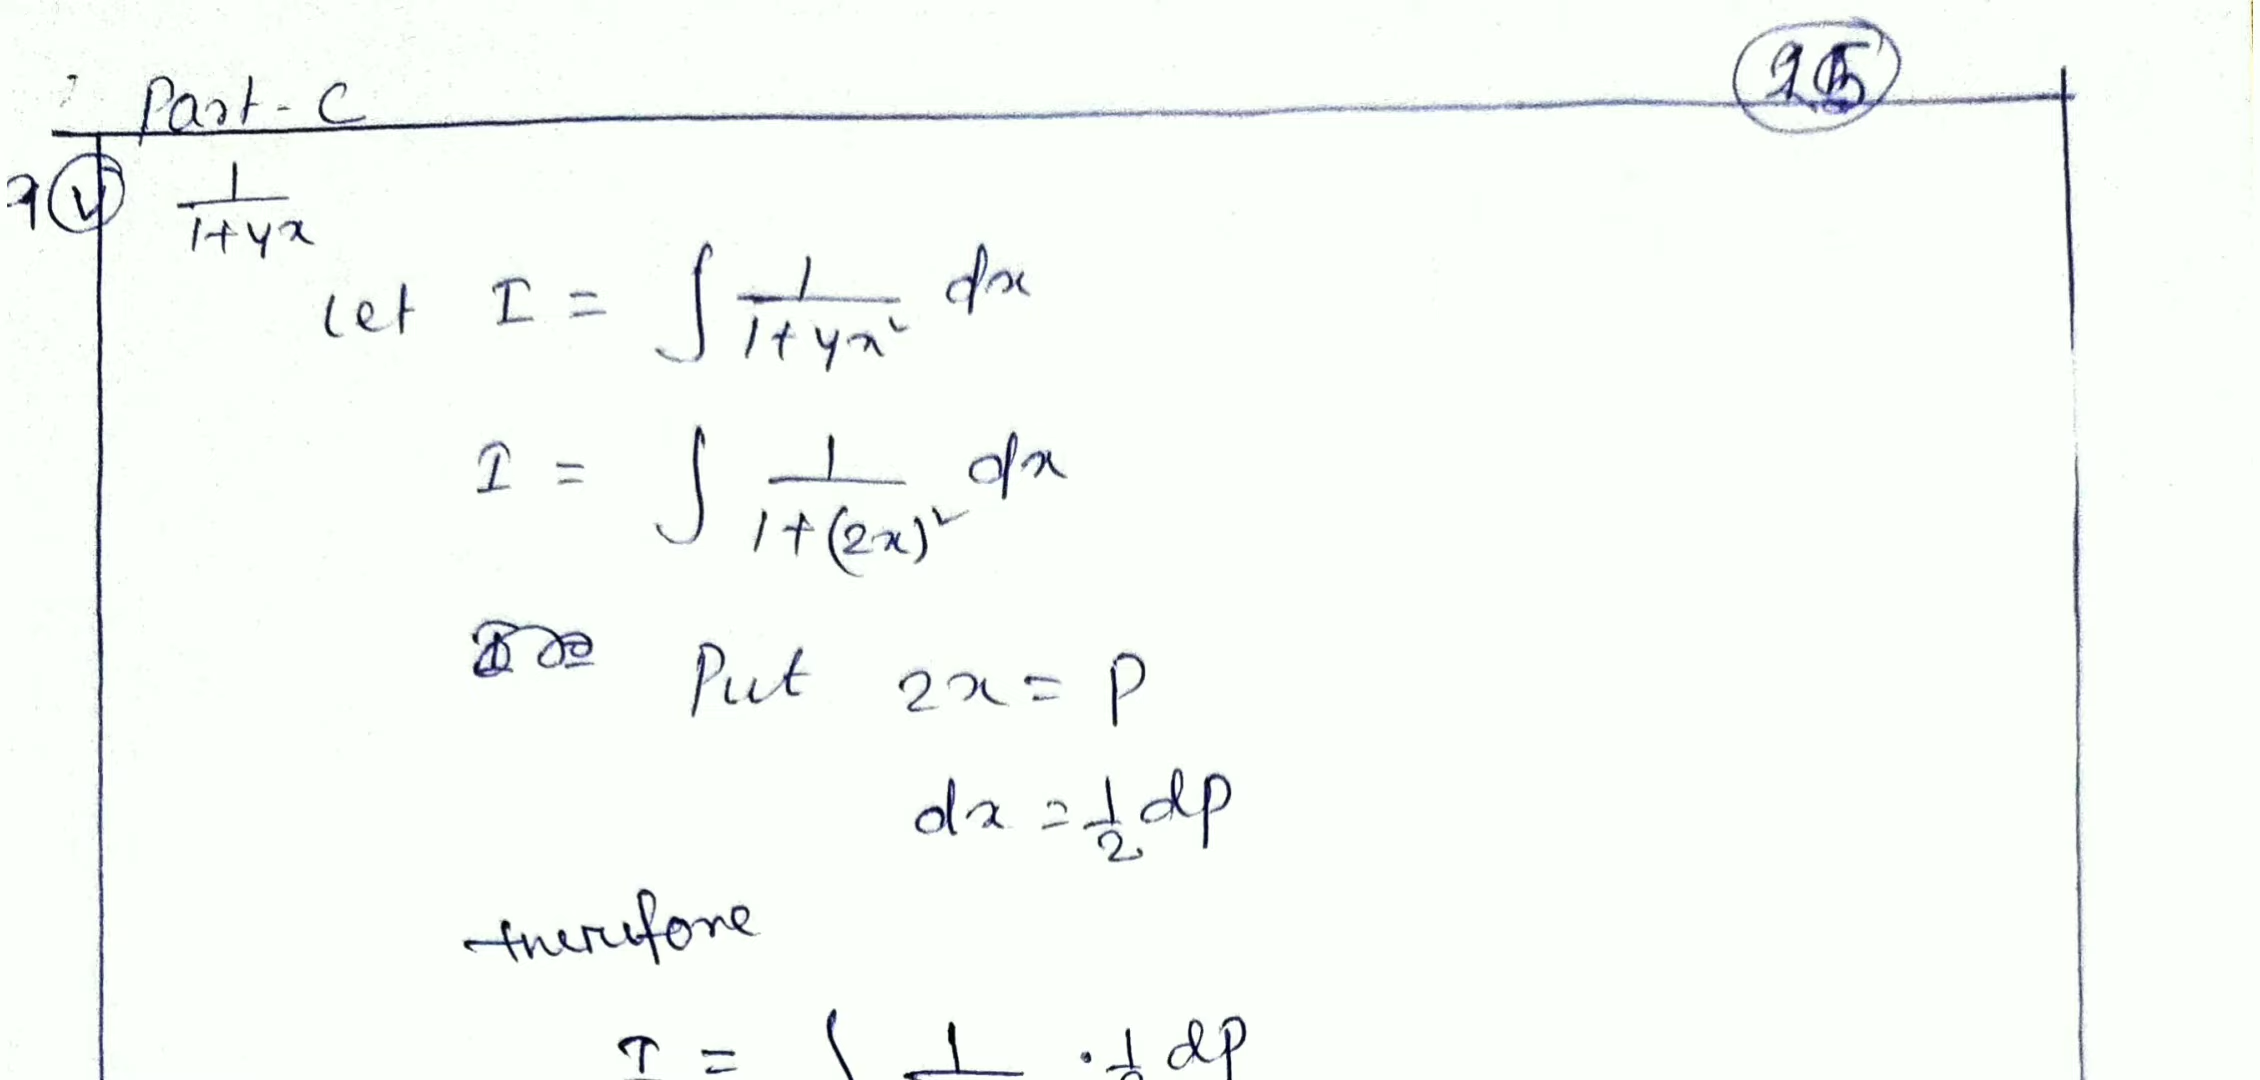 Part-C
25
9 (v) 1/(1+4x)
Let I = ∫ 1/(1+4x²) dx
I = ∫ 1/(1+(2x)²) dx
Put 2x = p
dx = 1/2 dp
therefore
I = ∫ 1 · 1/2 dp